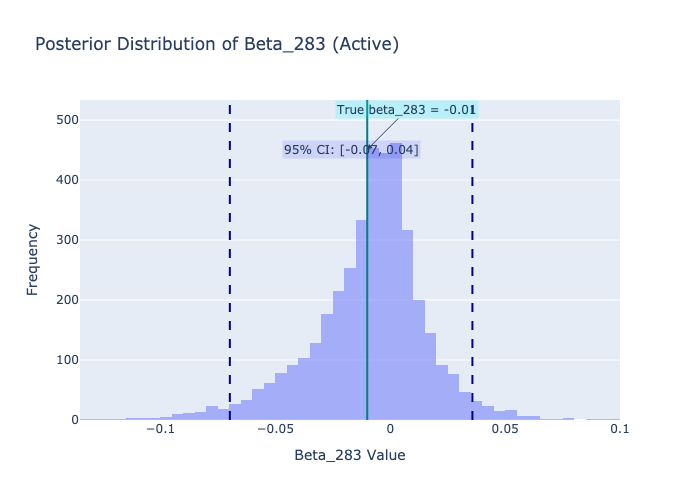 Posterior Distribution of Beta_283 (Active)
True beta_283 = -0.01
95% CI: [-0.07, 0.04]
500
400
300
200
100
0
Frequency
−0.1
−0.05
0
0.05
0.1
Beta_283 Value